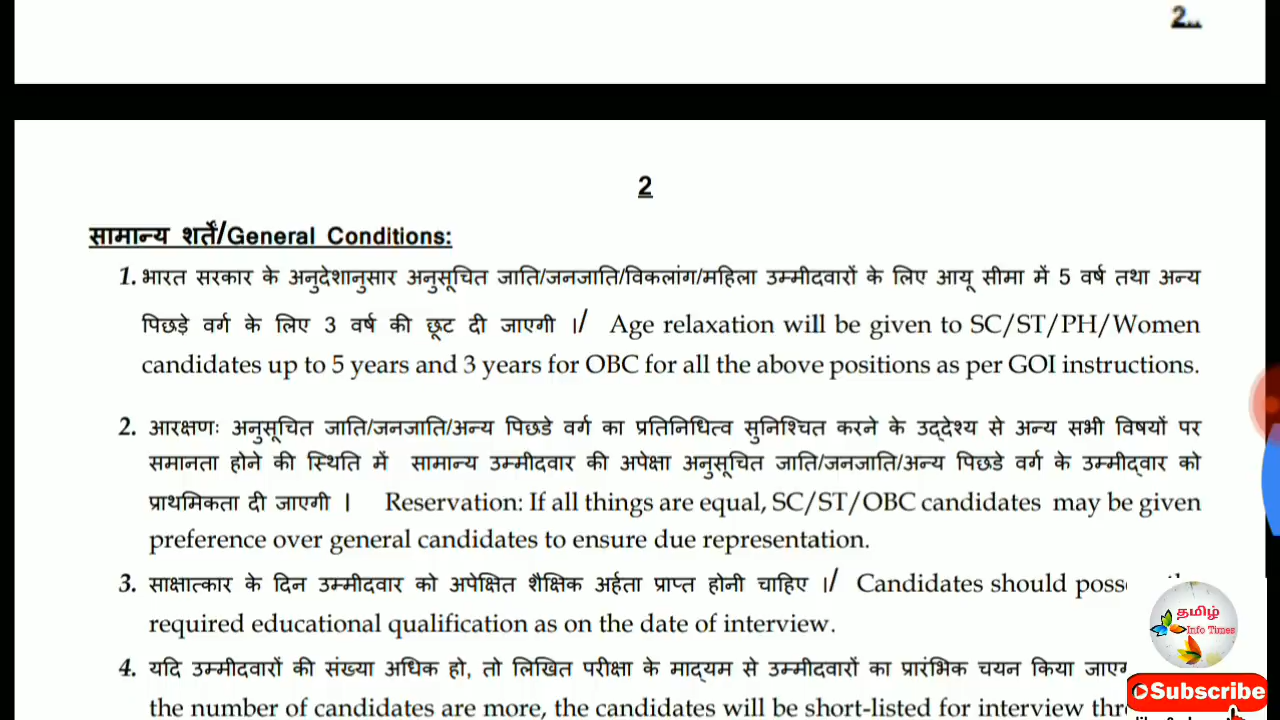 2..
2
सामान्य शर्तें/General Conditions:
1. भारत सरकार के अनुदेशानुसार अनुसूचित जाति/जनजाति/विकलांग/महिला उम्मीदवारों के लिए आयू सीमा में 5 वर्ष तथा अन्य
पिछड़े वर्ग के लिए 3 वर्ष की छूट दी जाएगी ।/ Age relaxation will be given to SC/ST/PH/Women
candidates up to 5 years and 3 years for OBC for all the above positions as per GOI instructions.
2. आरक्षणः अनुसूचित जाति/जनजाति/अन्य पिछडे वर्ग का प्रतिनिधित्व सुनिश्चित करने के उद्देश्य से अन्य सभी विषयों पर
समानता होने की स्थिति में सामान्य उम्मीदवार की अपेक्षा अनुसूचित जाति/जनजाति/अन्य पिछडे वर्ग के उम्मीद्वार को
प्राथमिकता दी जाएगी । Reservation: If all things are equal, SC/ST/OBC candidates may be given
preference over general candidates to ensure due representation.
3. साक्षात्कार के दिन उम्मीदवार को अपेक्षित शैक्षिक अर्हता प्राप्त होनी चाहिए ।/ Candidates should
required educational qualification as on the date of interview.
4. यदि उम्मीदवारों की संख्या अधिक हो, तो लिखित परीक्षा के माद्यम से उम्मीदवारों का प्रारंभिक चयन किया
the number of candidates are more, the candidates will be short-listed for interview
தமிழ்
Info Times
Subscribe